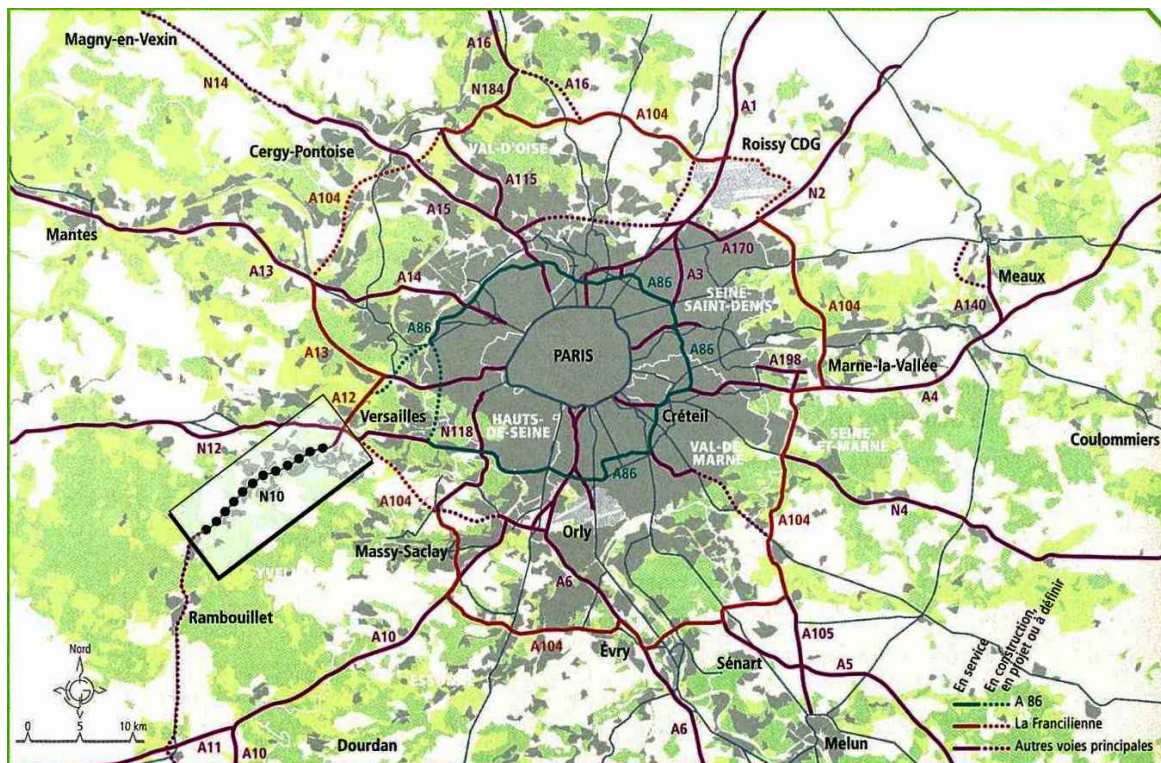 Magny-en-Vexin
A16
A16
N14
N184
A1
A104
Roissy CDG
VAL-D'OISE
Cergy-Pontoise
A115
A104
N2
A15
Mantes
A170
A13
A14
A3
Meaux
A86
SEINE-
SAINT-DENIS
A140
A104
A86
A86
PARIS
A13
A198
Marne-la-Vallée
A12
A4
Versailles
Créteil
HAUTS-
DE-SEINE
N118
Coulommiers
N12
VAL-DE-
MARNE
SEINE-
ET-MARNE
A86
N10
A104
N4
A104
Orly
Massy-Saclay
A6
Rambouillet
A10
A105
A104
Évry
Sénart
A5
Nord
0 5 10 km
A6
Dourdan
Melun
A11
A10
En service
En construction,
en projet ou à définir
A 86
La Francilienne
Autres voies principales